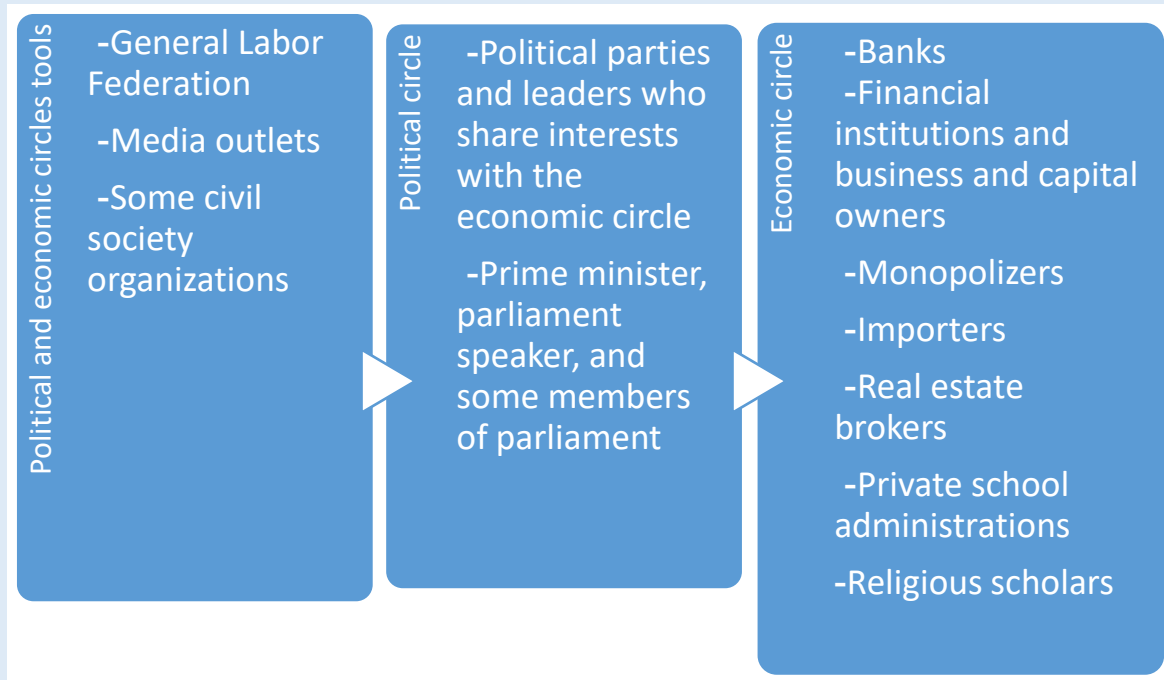 Political and economic circles tools
-General Labor
Federation
-Media outlets
-Some civil
society
organizations
Political circle
-Political parties
and leaders who
share interests
with the
economic circle
-Prime minister,
parliament
speaker, and
some members
of parliament
Economic circle
-Banks
-Financial
institutions and
business and capital
owners
-Monopolizers
-Importers
-Real estate
brokers
-Private school
administrations
-Religious scholars